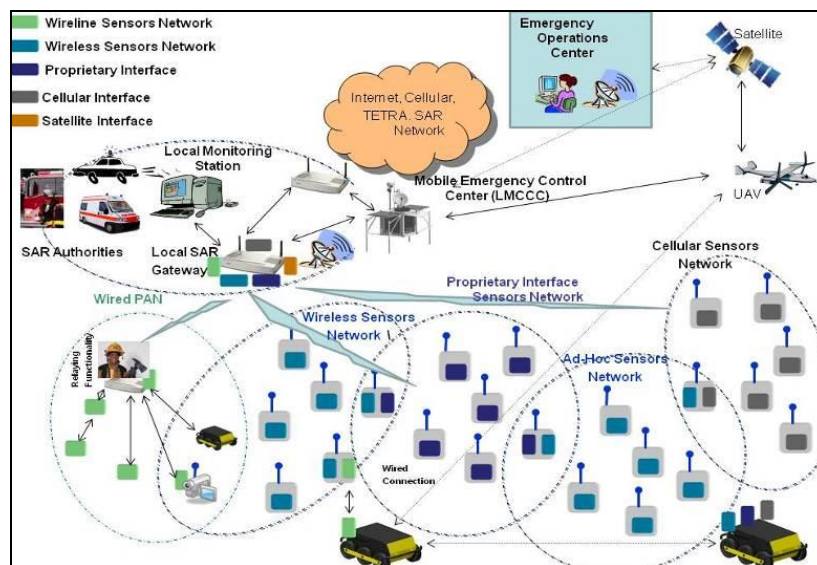 Wireline Sensors Network
Wireless Sensors Network
Proprietary Interface
Cellular Interface
Satellite Interface
Emergency
Operations
Center
Satellite
Internet, Cellular,
TETRA. SAR
Network
Local Monitoring
Station
Mobile Emergency Control
Center (LMCCC)
UAV
SAR Authorities
Local SAR
Gateway
Cellular Sensors
Network
Proprietary Interface
Sensors Network
Wired PAN
Wireless Sensors
Network
Relaying
Functionality
Ad-Hoc Sensors
Network
Wired
Connection